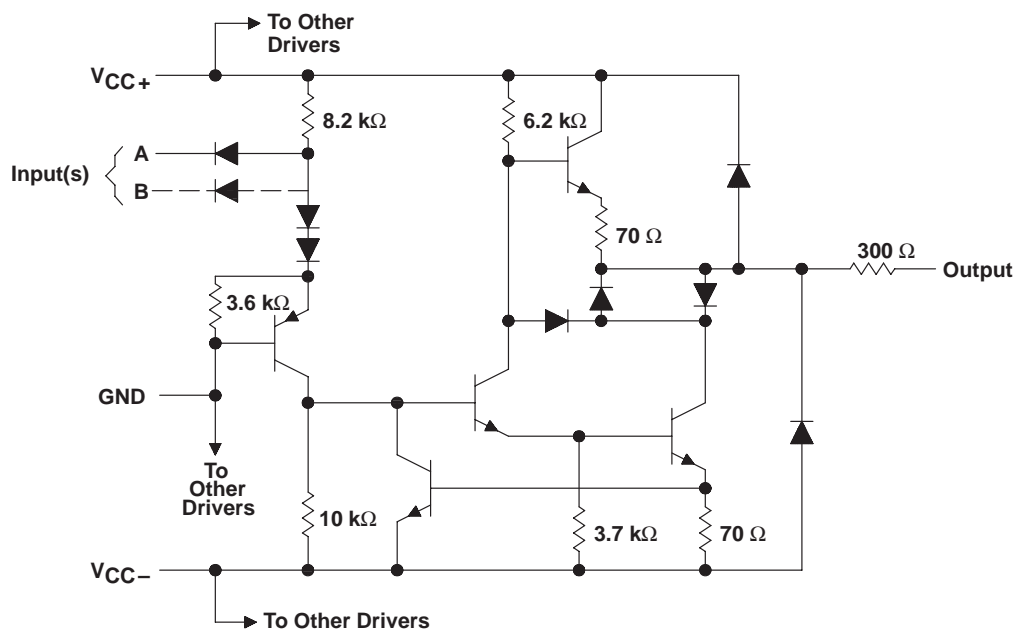 To Other
Drivers
VCC+
8.2 kΩ
6.2 kΩ
A
Input(s)
B
70 Ω
300 Ω
Output
3.6 kΩ
GND
To
Other
Drivers
10 kΩ
3.7 kΩ
70 Ω
VCC−
To Other Drivers